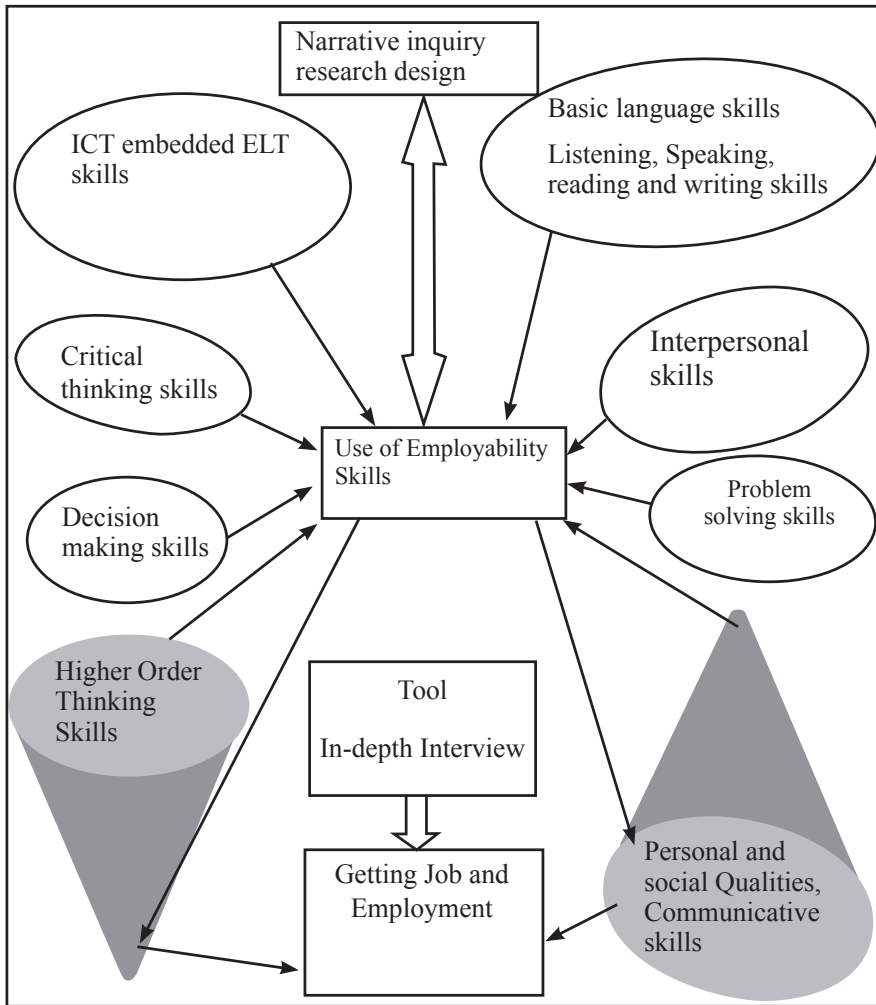 Narrative inquiry
research design
ICT embedded ELT
skills
Basic language skills
Listening, Speaking,
reading and writing skills
Critical
thinking skills
Interpersonal
skills
Use of Employability
Skills
Decision
making skills
Problem
solving skills
Higher Order
Thinking
Skills
Tool
In-depth Interview
Getting Job and
Employment
Personal and
social Qualities,
Communicative
skills